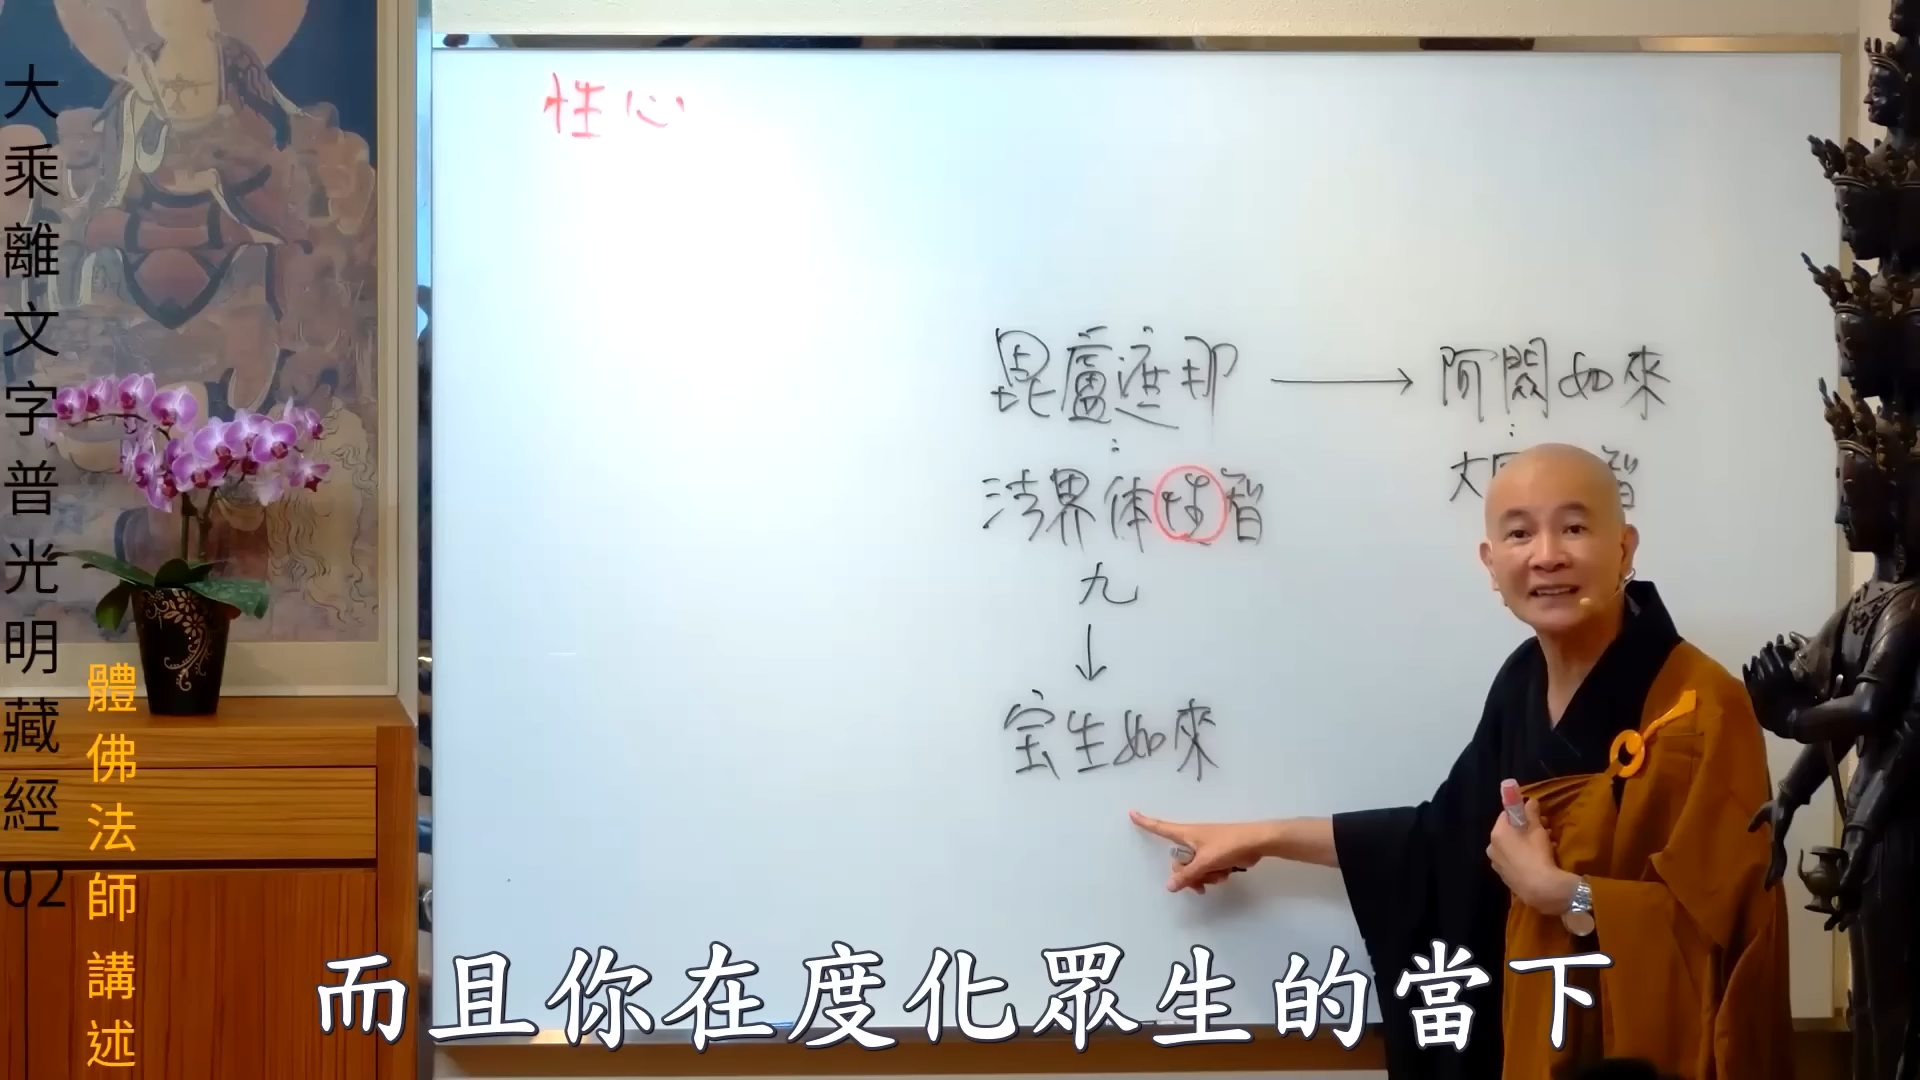 大乘離文字普光明藏經02
體佛法師 講述
性心
毘盧遮那 → 阿閦如來
法界体性智
大
智
九
↓
宝生如來
而且你在度化眾生的當下